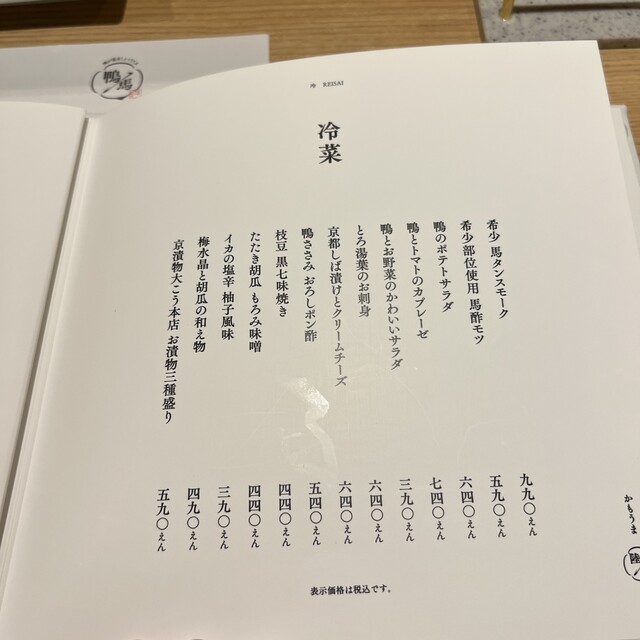 REISAI
冷菜
希少 馬タンスモーク 九九〇えん
希少部位使用 馬酢モツ 五九〇えん
鴨のポテトサラダ 六四〇えん
鴨とトマトのカプレーゼ 七四〇えん
鴨とお野菜のかわいいサラダ 三九〇えん
とろ湯葉のお刺身 六四〇えん
京都しば漬けとクリームチーズ 六四〇えん
鴨ささみ おろしポン酢 五四〇えん
枝豆 黒七味焼き 四四〇えん
たたき胡瓜 もろみ味噌 四四〇えん
イカの塩辛 柚子風味 三九〇えん
梅水晶と胡瓜の和え物 四九〇えん
京漬物大こう本店 お漬物三種盛り 五九〇えん
表示価格は税込です。
かもうま
陸
鴨馬